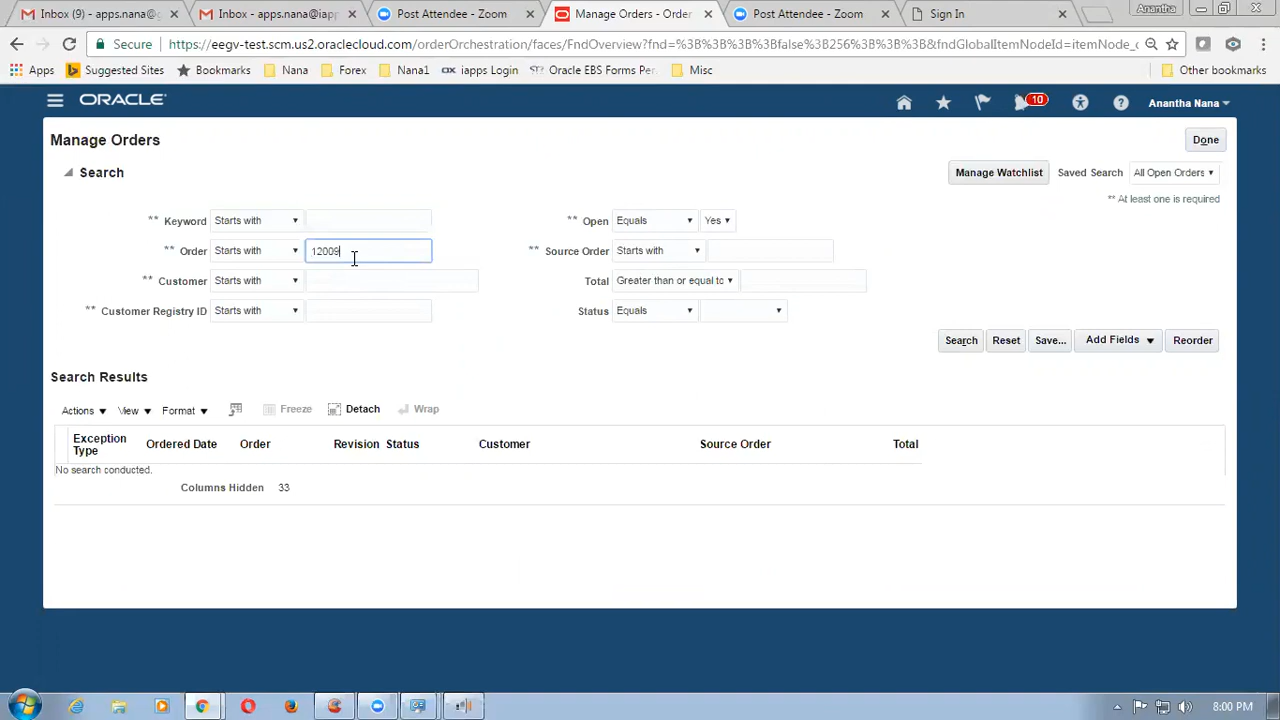 Inbox (9) - apps.nana@g
Inbox - apps.nana@iapp
Post Attendee - Zoom
Manage Orders - Order
Post Attendee - Zoom
Sign In
Anantha
Secure
https://eegv-test.scm.us2.oraclecloud.com/orderOrchestration/faces/FndOverview?fnd=%3B%3B%3B%3Bfalse%3B256%3B%3B%3B&fndGlobalItemNodeId=itemNode_c
Apps
Suggested Sites
Bookmarks
Nana
Forex
Nana1
iapps Login
Oracle EBS Forms Per
Misc
Other bookmarks
ORACLE
10
Anantha Nana
Manage Orders
Done
Search
Manage Watchlist
Saved Search
All Open Orders
** At least one is required
** Keyword Starts with
** Open Equals Yes
** Order Starts with 12009
** Source Order Starts with
** Customer Starts with
Total Greater than or equal to
** Customer Registry ID Starts with
Status Equals
Search
Reset
Save...
Add Fields
Reorder
Search Results
Actions
View
Format
Freeze
Detach
Wrap
Exception Type
Ordered Date
Order
Revision
Status
Customer
Source Order
Total
No search conducted.
Columns Hidden 33
8:00 PM